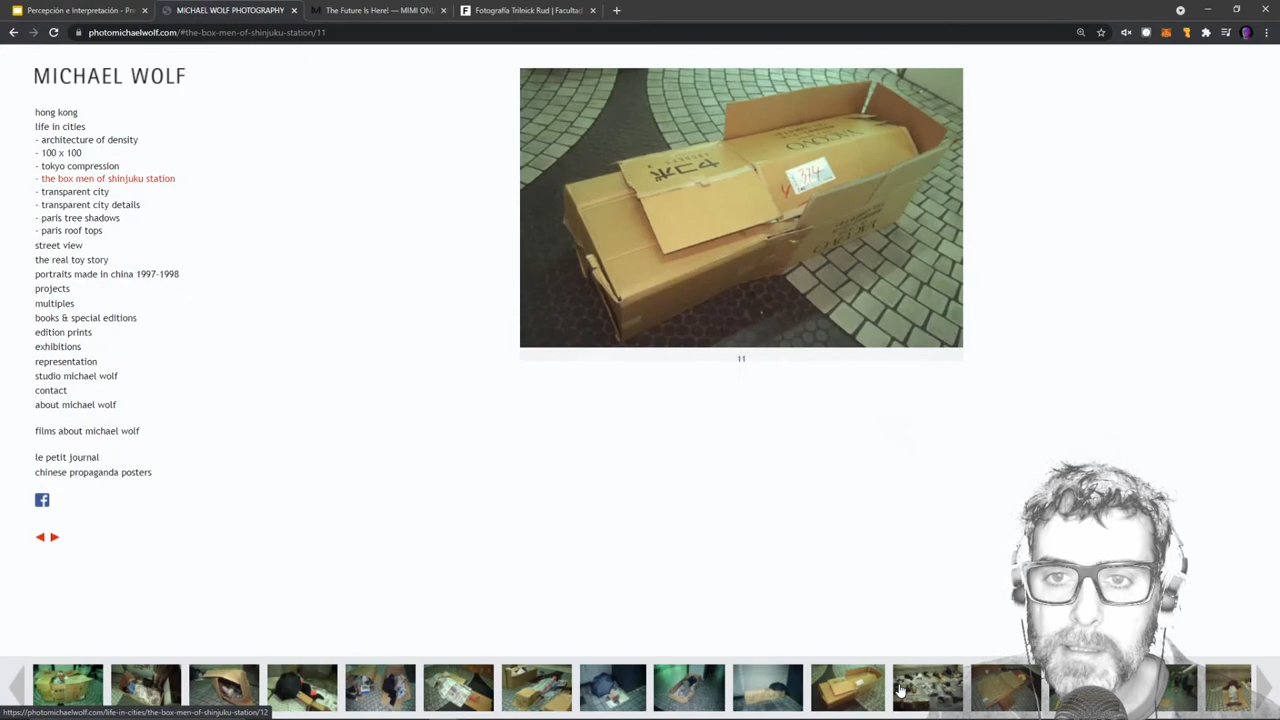 Percepción e Interpretación - Pre
MICHAEL WOLF PHOTOGRAPHY
The Future Is Here! — MIMI ON
Fotografía Trilnick Rud | Facultad
photomichaelwolf.com/#the-box-men-of-shinjuku-station/11
MICHAEL WOLF
hong kong
life in cities
- architecture of density
- 100 x 100
- tokyo compression
- the box men of shinjuku station
- transparent city
- transparent city details
- paris tree shadows
- paris roof tops
street view
the real toy story
portraits made in china 1997-1998
projects
multiples
books & special editions
edition prints
exhibitions
representation
studio michael wolf
contact
about michael wolf
films about michael wolf
le petit journal
chinese propaganda posters
ヤコボ
374
11
https://photomichaelwolf.com/life-in-cities/the-box-men-of-shinjuku-station/12